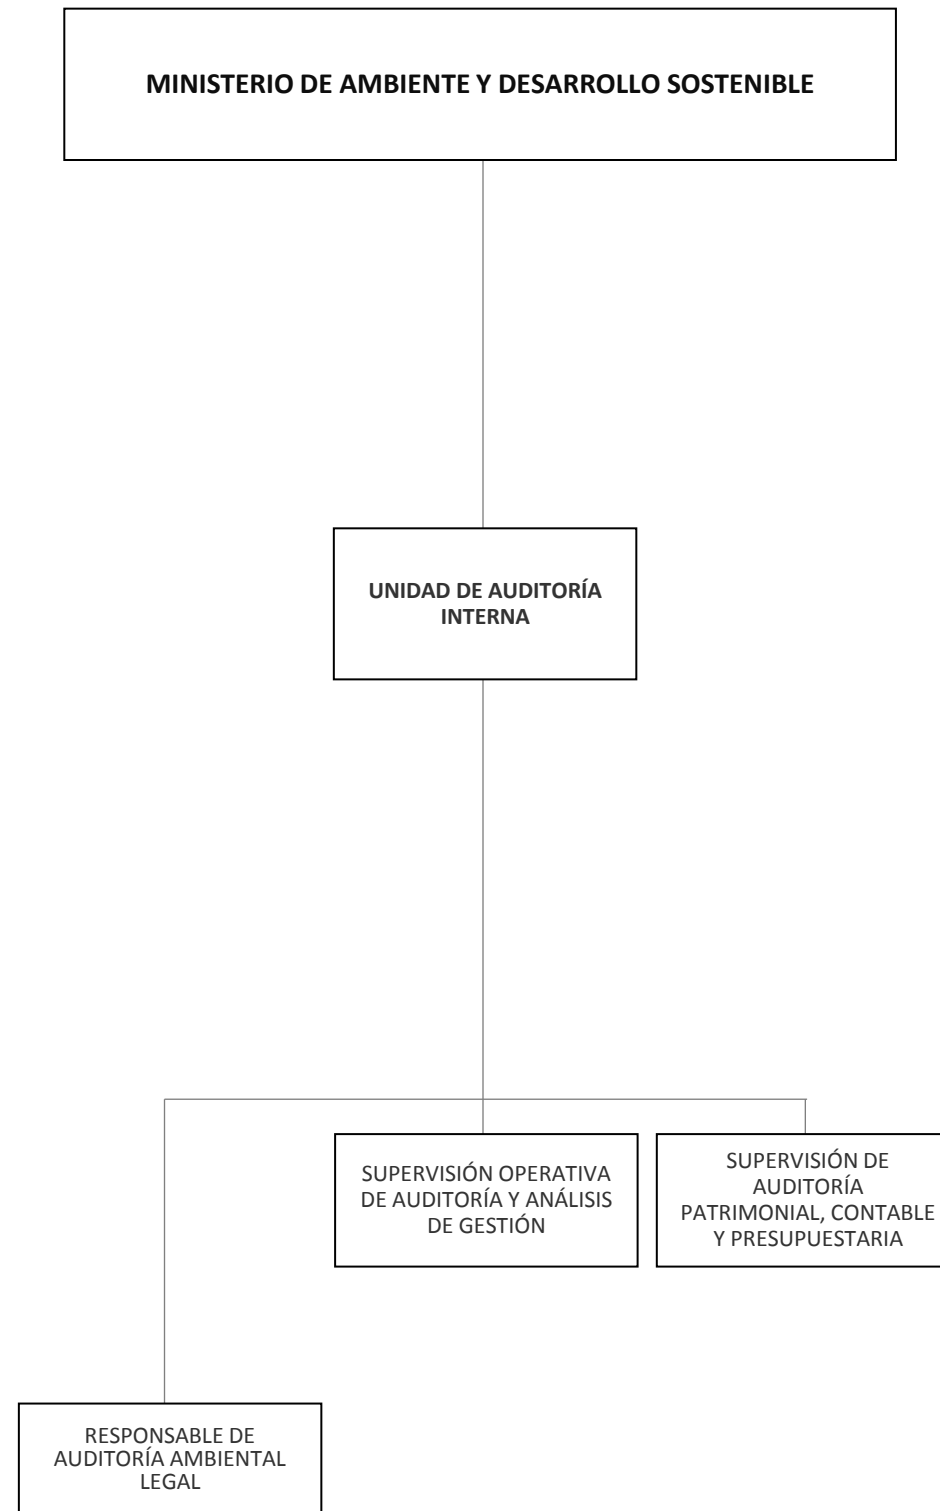 MINISTERIO DE AMBIENTE Y DESARROLLO SOSTENIBLE
UNIDAD DE AUDITORÍA
INTERNA
SUPERVISIÓN OPERATIVA
DE AUDITORÍA Y ANÁLISIS
DE GESTIÓN
SUPERVISIÓN DE
AUDITORÍA
PATRIMONIAL, CONTABLE
Y PRESUPUESTARIA
RESPONSABLE DE
AUDITORÍA AMBIENTAL
LEGAL